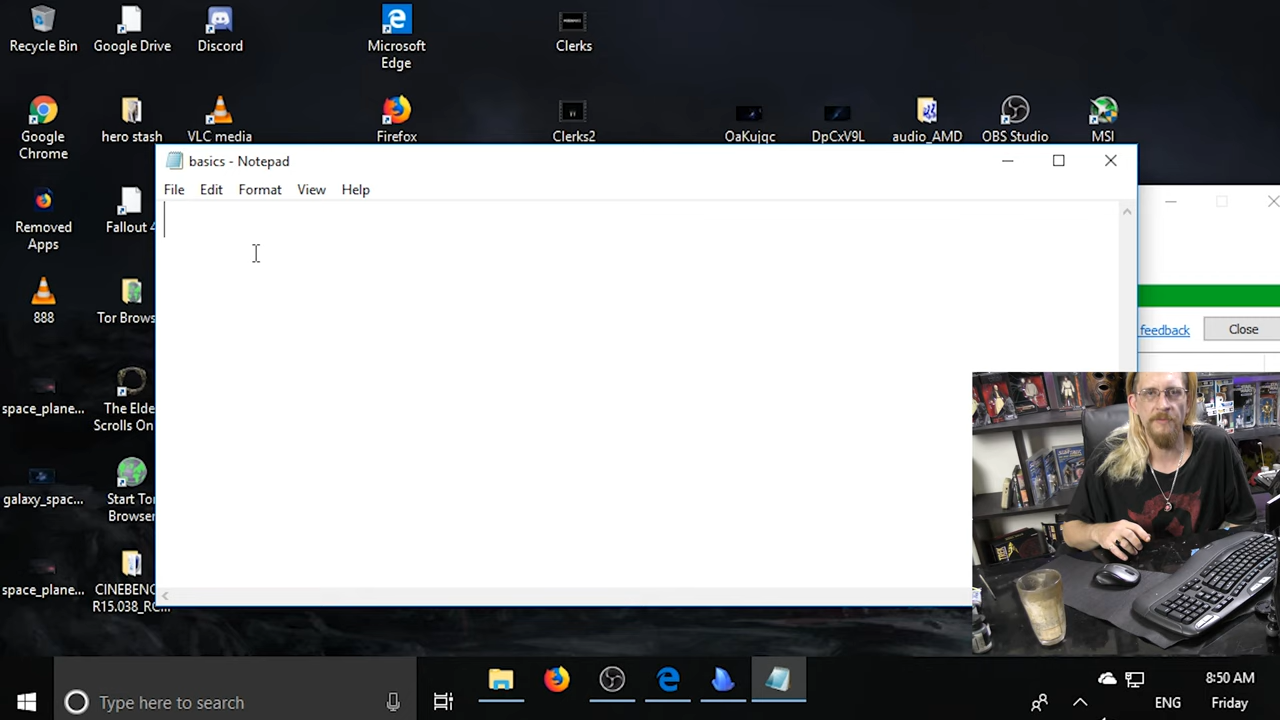 Recycle Bin
Google Drive
Discord
Microsoft
Edge
Clerks
Google
Chrome
hero stash
VLC media
Firefox
Clerks2
OaKujqc
DpCxV9L
audio_AMD
OBS Studio
MSI
basics - Notepad
File Edit Format View Help
Removed
Apps
Fallout 4
888
Tor Brows
feedback
Close
space_plane...
The Elde
Scrolls On
galaxy_spac...
Start To
Browser
space_plane...
CINEBENC
R15.038_RC...
Type here to search
8:50 AM
ENG
Friday